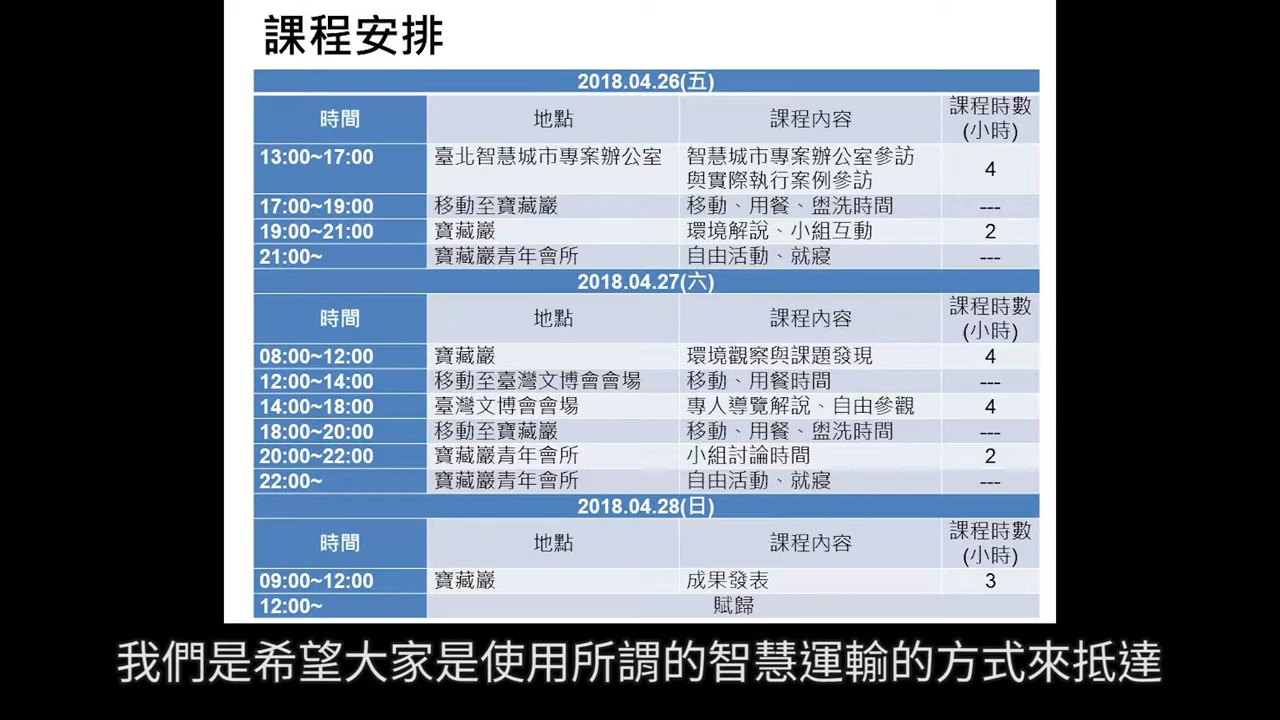 課程安排
2018.04.26(五)
時間 地點 課程內容 課程時數(小時)
13:00~17:00 臺北智慧城市專案辦公室 智慧城市專案辦公室參訪與實際執行案例參訪 4
17:00~19:00 移動至寶藏巖 移動、用餐、盥洗時間 ---
19:00~21:00 寶藏巖 環境解說、小組互動 2
21:00~ 寶藏巖青年會所 自由活動、就寢 ---
2018.04.27(六)
時間 地點 課程內容 課程時數(小時)
08:00~12:00 寶藏巖 環境觀察與課題發現 4
12:00~14:00 移動至臺灣文博會會場 移動、用餐時間 ---
14:00~18:00 臺灣文博會會場 專人導覽解說、自由參觀 4
18:00~20:00 移動至寶藏巖 移動、用餐、盥洗時間 ---
20:00~22:00 寶藏巖青年會所 小組討論時間 2
22:00~ 寶藏巖青年會所 自由活動、就寢 ---
2018.04.28(日)
時間 地點 課程內容 課程時數(小時)
09:00~12:00 寶藏巖 成果發表 3
12:00~ 賦歸
我們是希望大家是使用所謂的智慧運輸的方式來抵達